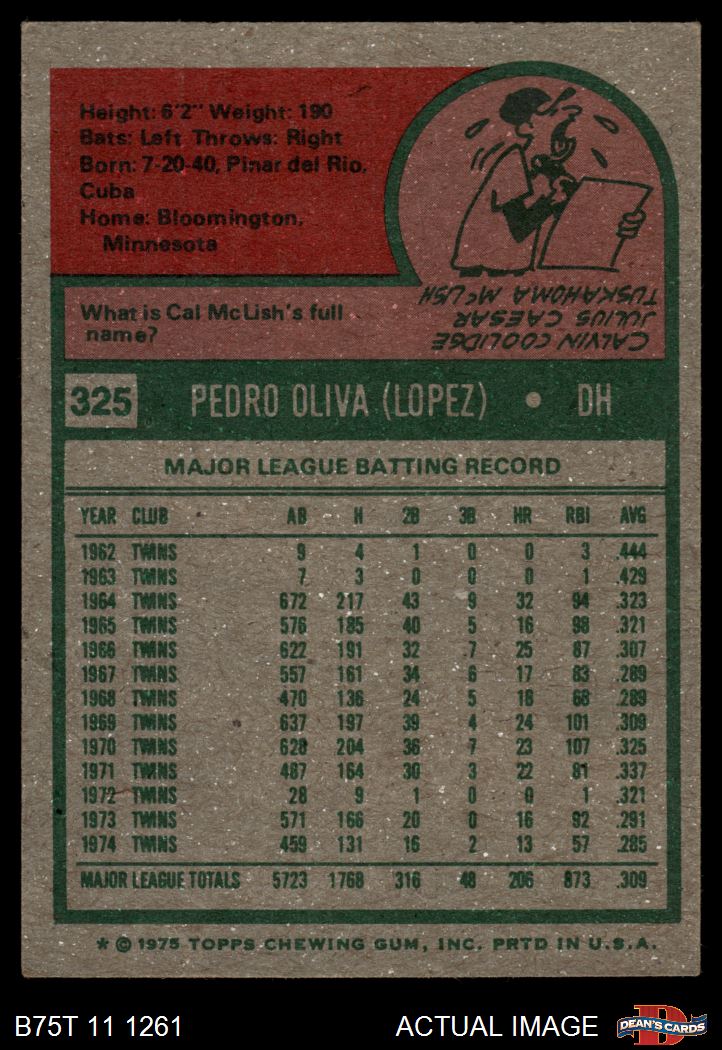 Height: 6'2" Weight: 190
Bats: Left Throws: Right
Born: 7-20-40, Pinar del Rio,
Cuba
Home: Bloomington,
Minnesota
What is Cal McLish's full
name?
CALVIN COOLIDGE
JULIUS CAESAR
TUSKAHOMA McLISH
325 PEDRO OLIVA (LOPEZ) • DH
MAJOR LEAGUE BATTING RECORD
YEAR CLUB AB H 2B 3B HR RBI AVG
1962 TWINS 9 4 1 0 0 3 .444
1963 TWINS 7 3 0 0 0 1 .429
1964 TWINS 672 217 43 9 32 94 .323
1965 TWINS 576 185 40 5 16 98 .321
1966 TWINS 622 191 32 .7 25 87 .307
1967 TWINS 557 161 34 6 17 83 .289
1968 TWINS 470 136 24 5 18 68 .289
1969 TWINS 637 197 39 4 24 101 .309
1970 TWINS 628 204 36 7 23 107 .325
1971 TWINS 487 164 30 3 22 81 .337
1972 TWINS 28 9 1 0 0 1 .321
1973 TWINS 571 166 20 0 16 92 .291
1974 TWINS 459 131 16 2 13 57 .285
MAJOR LEAGUE TOTALS 5723 1768 316 48 206 873 .309
* © 1975 TOPPS CHEWING GUM, INC. PRTD IN U.S.A.
B75T 11 1261 ACTUAL IMAGE D DEAN'S CARDS